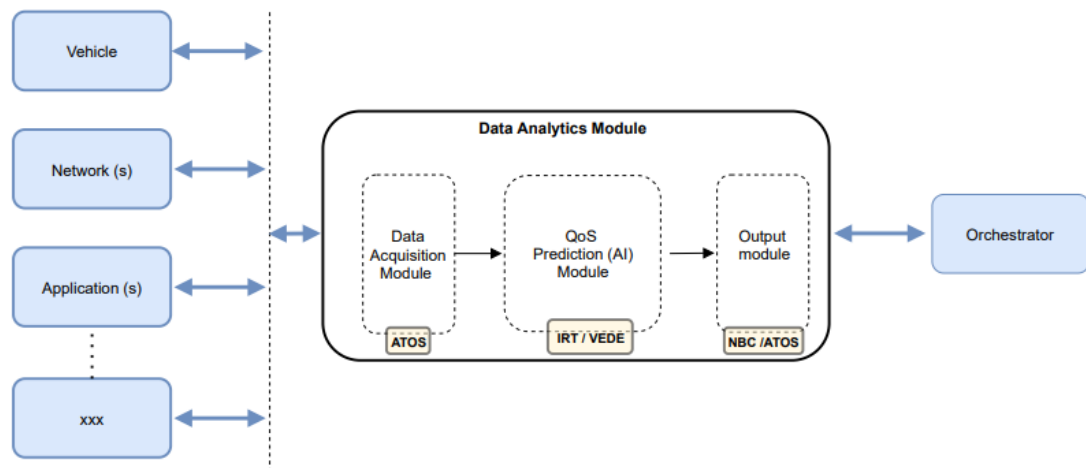 Vehicle
Network (s)
Application (s)
xxx
Data Analytics Module
Data
Acquisition
Module
ATOS
QoS
Prediction (AI)
Module
IRT / VEDE
Output
module
NBC /ATOS
Orchestrator